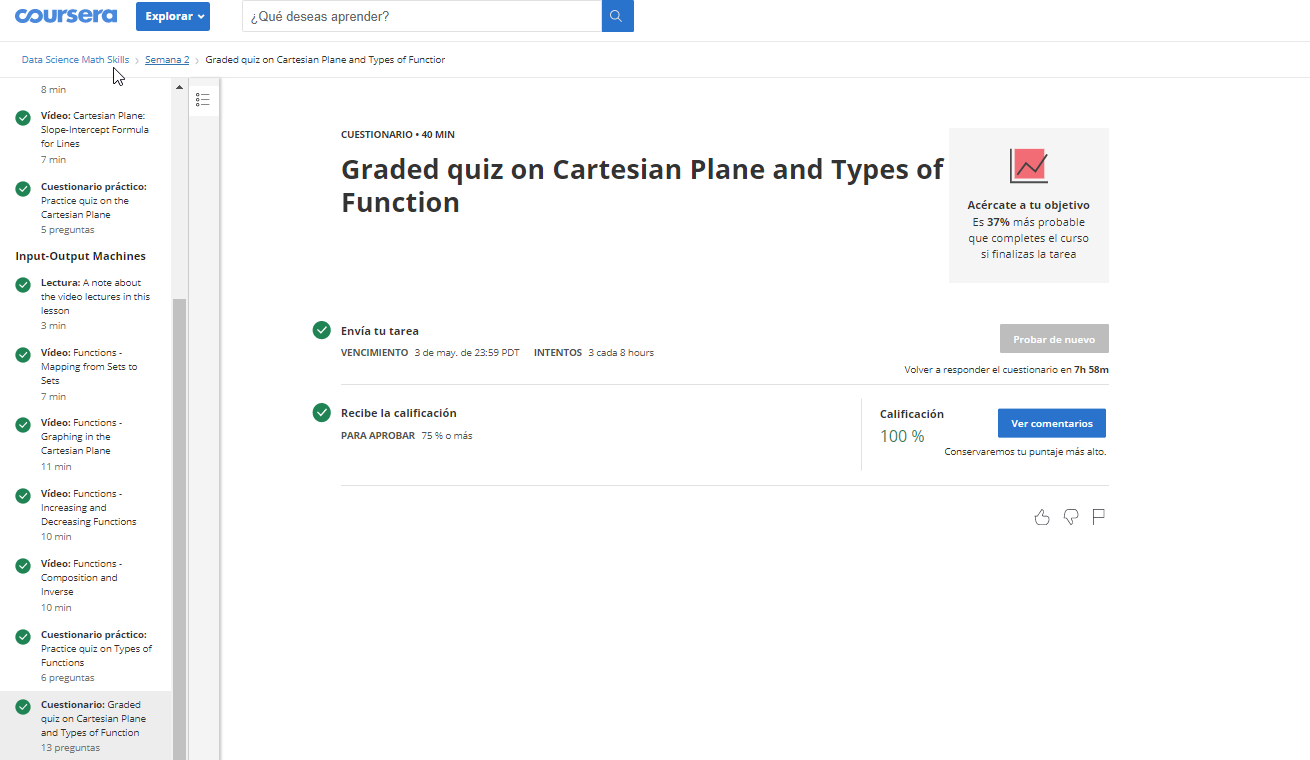 coursera
Explorar
¿Qué deseas aprender?
Data Science Math Skills > Semana 2 > Graded quiz on Cartesian Plane and Types of Function
8 min
Vídeo: Cartesian Plane:
Slope-Intercept Formula
for Lines
7 min
Cuestionario práctico:
Practice quiz on the
Cartesian Plane
5 preguntas
Input-Output Machines
Lectura: A note about
the video lectures in this
lesson
3 min
Vídeo: Functions -
Mapping from Sets to
Sets
7 min
Vídeo: Functions -
Graphing in the
Cartesian Plane
11 min
Vídeo: Functions -
Increasing and
Decreasing Functions
10 min
Vídeo: Functions -
Composition and
Inverse
10 min
Cuestionario práctico:
Practice quiz on Types of
Functions
6 preguntas
Cuestionario: Graded
quiz on Cartesian Plane
and Types of Function
13 preguntas
CUESTIONARIO • 40 MIN
Graded quiz on Cartesian Plane and Types of
Function
Acércate a tu objetivo
Es 37% más probable
que completes el curso
si finalizas la tarea
Envía tu tarea
VENCIMIENTO 3 de may. de 23:59 PDT INTENTOS 3 cada 8 hours
Probar de nuevo
Volver a responder el cuestionario en 7h 58m
Recibe la calificación
PARA APROBAR 75 % o más
Calificación
100 %
Ver comentarios
Conservaremos tu puntaje más alto.